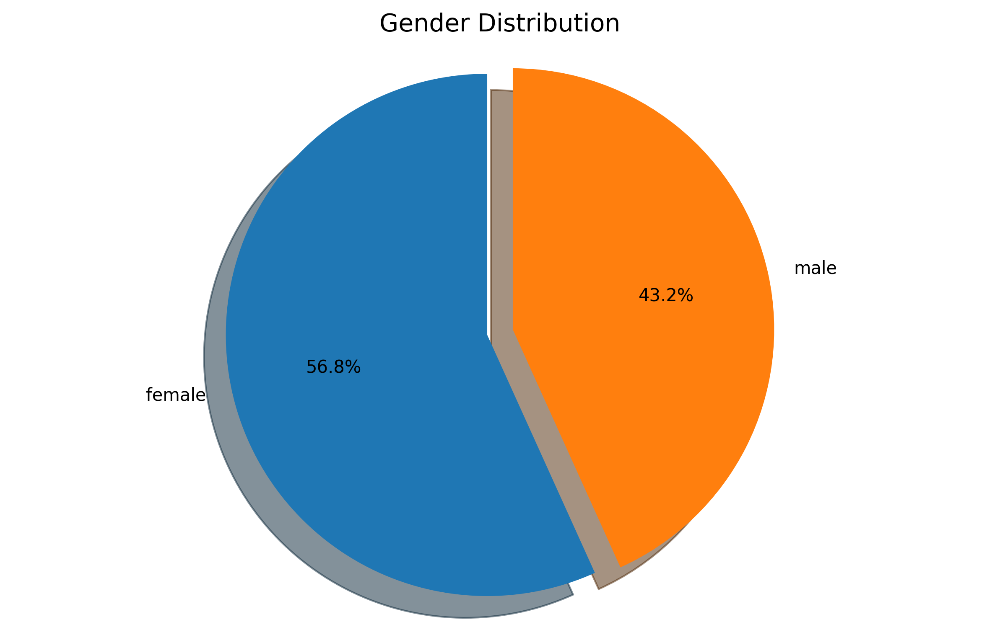 Gender Distribution
male
43.2%
56.8%
female